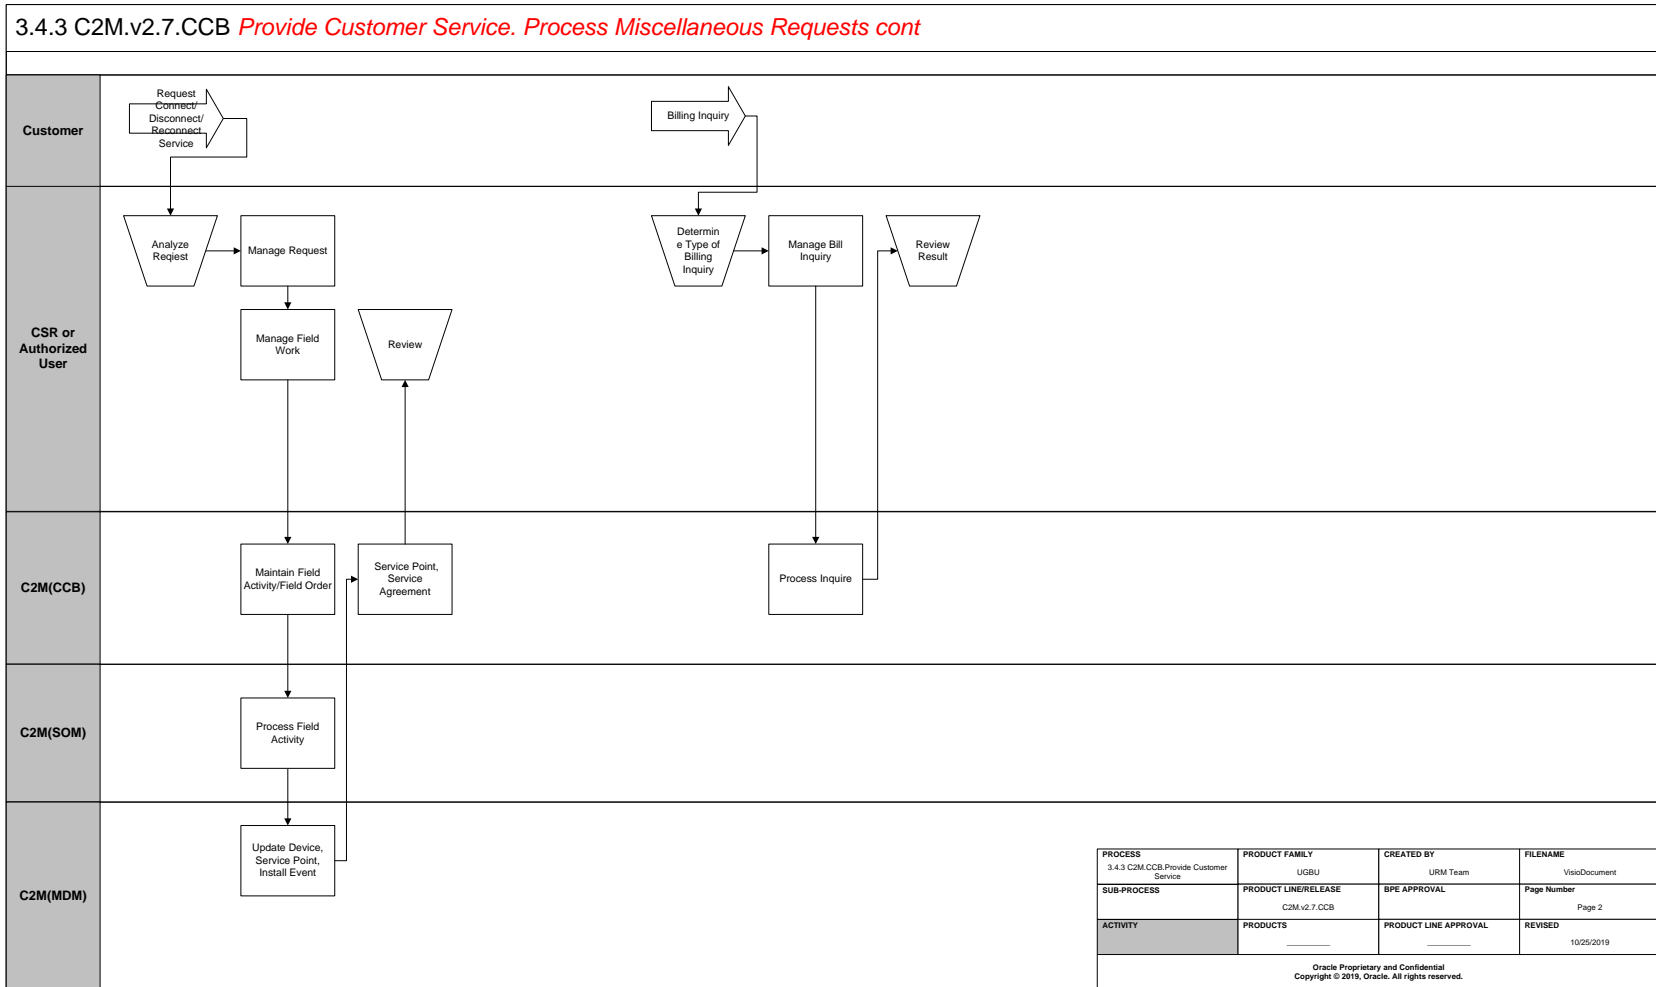 3.4.3 C2M.v2.7.CCB Provide Customer Service. Process Miscellaneous Requests cont
Customer
Request
Connect/
Disconnect/
Reconnect
Service
Billing Inquiry
CSR or
Authorized
User
Analyze
Reqiest
Manage Request
Determin
e Type of
Billing
Inquiry
Manage Bill
Inquiry
Review
Result
Manage Field
Work
Review
C2M(CCB)
Maintain Field
Activity/Field Order
Service Point,
Service
Agreement
Process Inquire
C2M(SOM)
Process Field
Activity
C2M(MDM)
Update Device,
Service Point,
Install Event
PROCESS
3.4.3 C2M.CCB.Provide Customer
Service
PRODUCT FAMILY
UGBU
CREATED BY
URM Team
FILENAME
VisioDocument
SUB-PROCESS
PRODUCT LINE/RELEASE
C2M.v2.7.CCB
BPE APPROVAL
Page Number
Page 2
ACTIVITY
PRODUCTS
PRODUCT LINE APPROVAL
REVISED
10/25/2019
Oracle Proprietary and Confidential
Copyright © 2019, Oracle. All rights reserved.